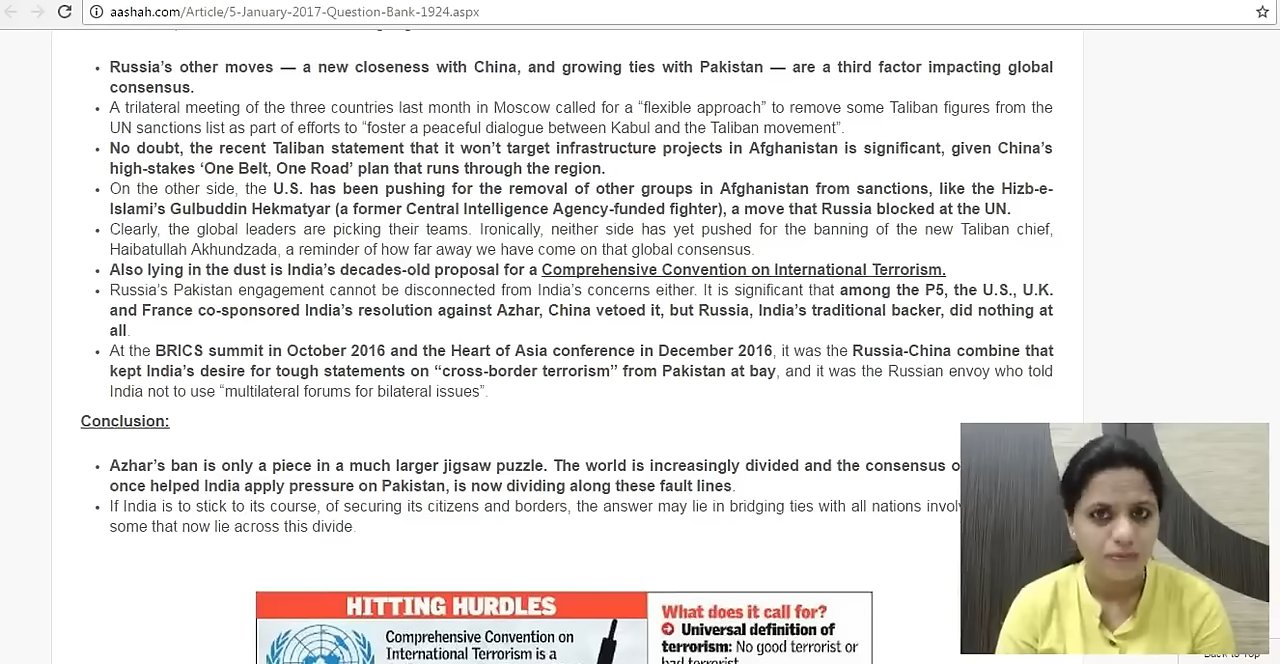 aashah.com/Article/5-January-2017-Question-Bank-1924.aspx
• Russia’s other moves — a new closeness with China, and growing ties with Pakistan — are a third factor impacting global
consensus.
• A trilateral meeting of the three countries last month in Moscow called for a “flexible approach” to remove some Taliban figures from the
UN sanctions list as part of efforts to “foster a peaceful dialogue between Kabul and the Taliban movement”.
• No doubt, the recent Taliban statement that it won’t target infrastructure projects in Afghanistan is significant, given China’s
high-stakes ‘One Belt, One Road’ plan that runs through the region.
• On the other side, the U.S. has been pushing for the removal of other groups in Afghanistan from sanctions, like the Hizb-e-
Islami’s Gulbuddin Hekmatyar (a former Central Intelligence Agency-funded fighter), a move that Russia blocked at the UN.
• Clearly, the global leaders are picking their teams. Ironically, neither side has yet pushed for the banning of the new Taliban chief,
Haibatullah Akhundzada, a reminder of how far away we have come on that global consensus.
• Also lying in the dust is India’s decades-old proposal for a Comprehensive Convention on International Terrorism.
• Russia’s Pakistan engagement cannot be disconnected from India’s concerns either. It is significant that among the P5, the U.S., U.K.
and France co-sponsored India’s resolution against Azhar, China vetoed it, but Russia, India’s traditional backer, did nothing at
all.
• At the BRICS summit in October 2016 and the Heart of Asia conference in December 2016, it was the Russia-China combine that
kept India’s desire for tough statements on “cross-border terrorism” from Pakistan at bay, and it was the Russian envoy who told
India not to use “multilateral forums for bilateral issues”.
Conclusion:
• Azhar’s ban is only a piece in a much larger jigsaw puzzle. The world is increasingly divided and the consensus
once helped India apply pressure on Pakistan, is now dividing along these fault lines.
• If India is to stick to its course, of securing its citizens and borders, the answer may lie in bridging ties with all nations
some that now lie across this divide.
HITTING HURDLES
Comprehensive Convention on
International Terrorism is a
What does it call for?
Universal definition of
terrorism: No good terrorist or
bad terrorist
Back to Top